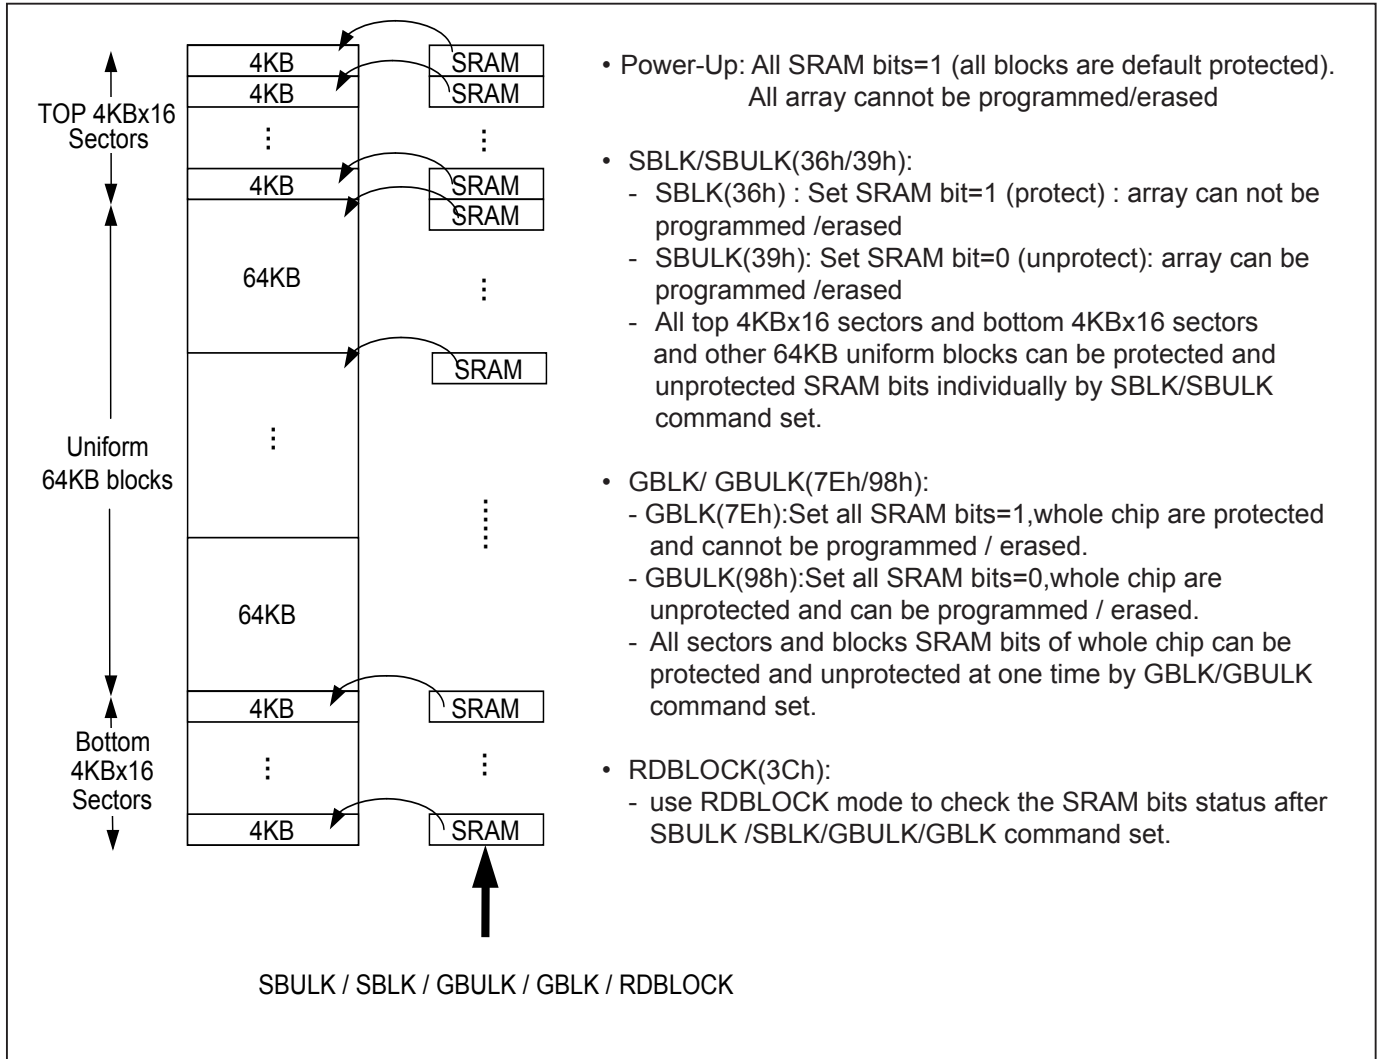 4KB
SRAM
4KB
SRAM
TOP 4KBx16
Sectors
4KB
SRAM
SRAM
64KB
SRAM
Uniform
64KB blocks
64KB
4KB
SRAM
Bottom
4KBx16
Sectors
4KB
SRAM
SBULK / SBLK / GBULK / GBLK / RDBLOCK
• Power-Up: All SRAM bits=1 (all blocks are default protected).
All array cannot be programmed/erased
• SBLK/SBULK(36h/39h):
- SBLK(36h) : Set SRAM bit=1 (protect) : array can not be
programmed /erased
- SBULK(39h): Set SRAM bit=0 (unprotect): array can be
programmed /erased
- All top 4KBx16 sectors and bottom 4KBx16 sectors
and other 64KB uniform blocks can be protected and
unprotected SRAM bits individually by SBLK/SBULK
command set.
• GBLK/ GBULK(7Eh/98h):
- GBLK(7Eh):Set all SRAM bits=1,whole chip are protected
and cannot be programmed / erased.
- GBULK(98h):Set all SRAM bits=0,whole chip are
unprotected and can be programmed / erased.
- All sectors and blocks SRAM bits of whole chip can be
protected and unprotected at one time by GBLK/GBULK
command set.
• RDBLOCK(3Ch):
- use RDBLOCK mode to check the SRAM bits status after
SBULK /SBLK/GBULK/GBLK command set.